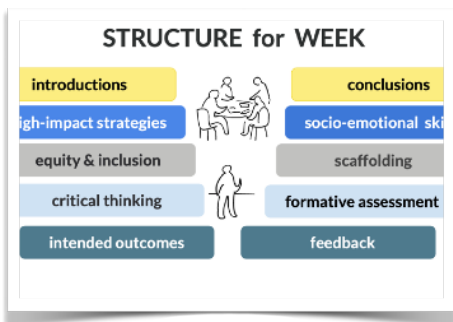 STRUCTURE for WEEK
introductions
conclusions
igh-impact strategies
socio-emotional ski
equity & inclusion
scaffolding
critical thinking
formative assessment
intended outcomes
feedback